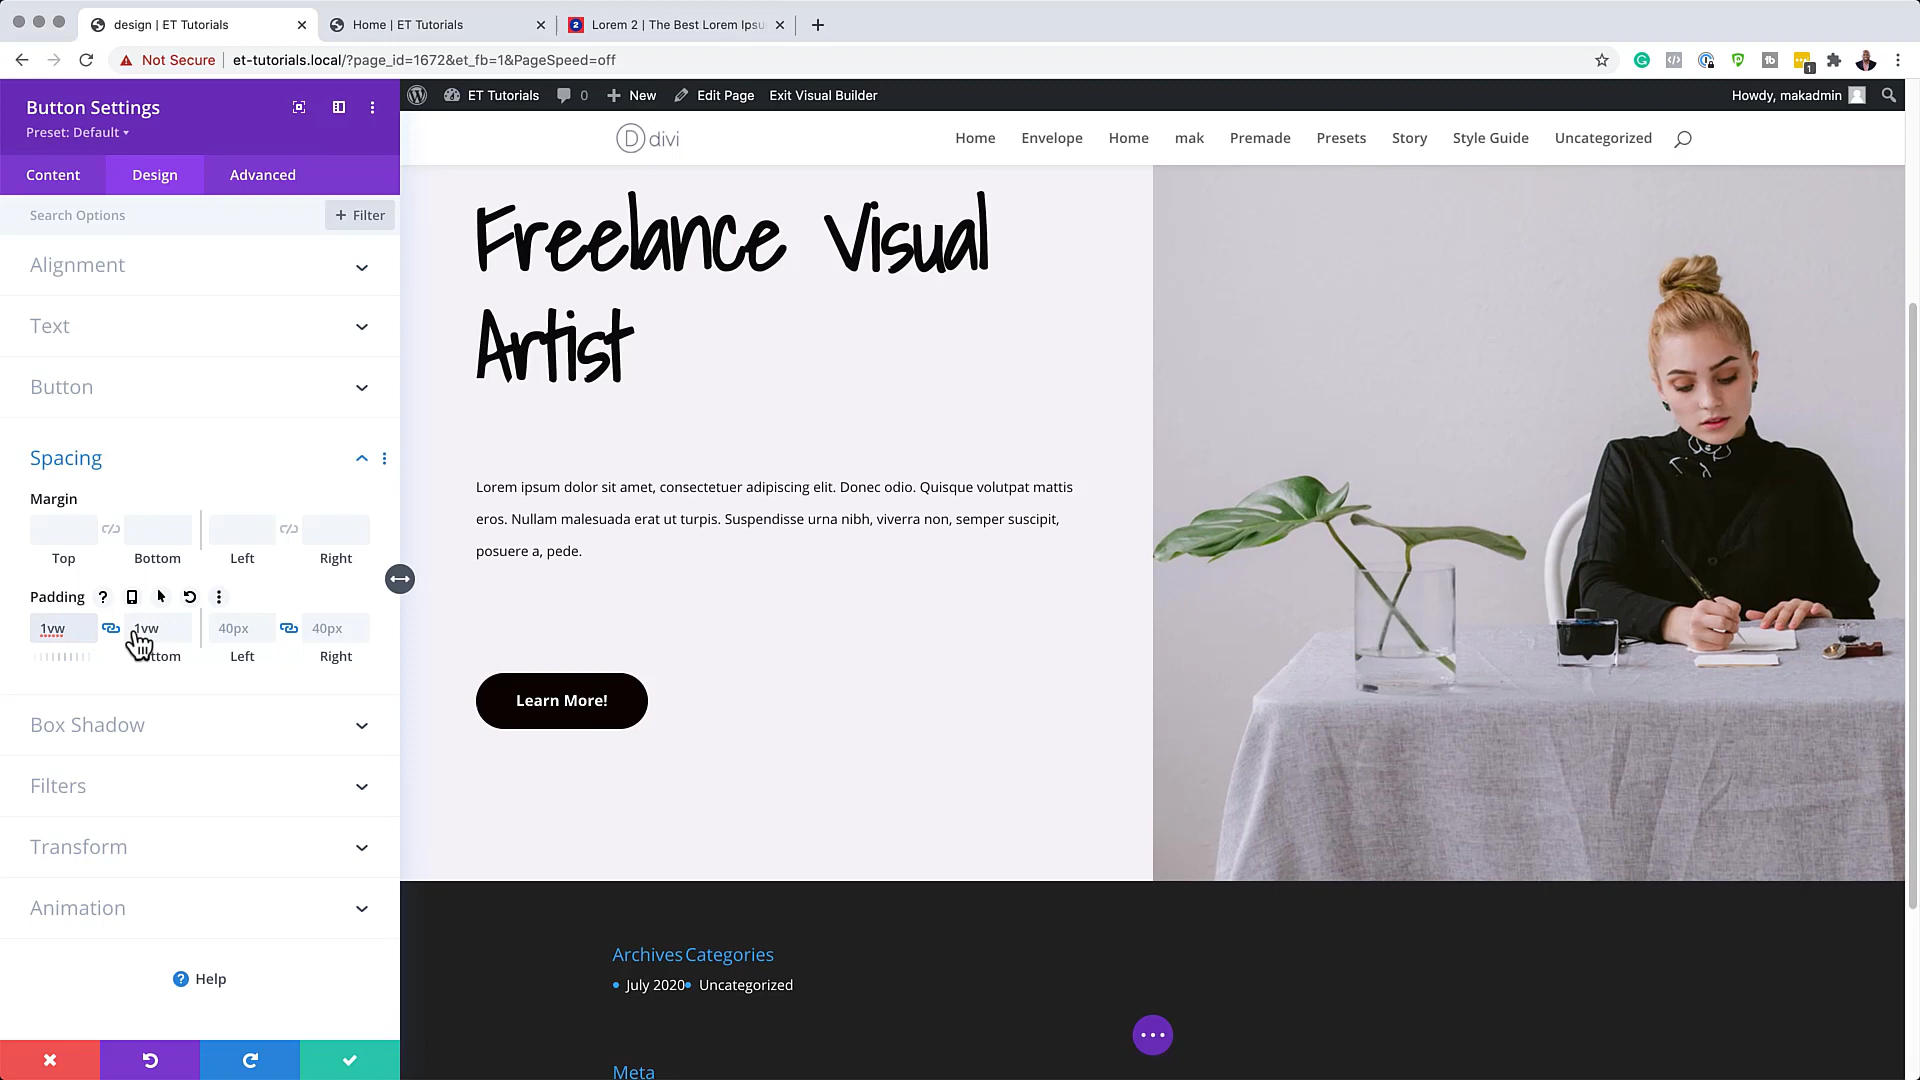 design | ET Tutorials
Home | ET Tutorials
2 Lorem 2 | The Best Lorem Ipsu
Not Secure et-tutorials.local/?page_id=1672&et_fb=1&PageSpeed=off
1
Button Settings
Preset: Default
Content Design Advanced
Search Options + Filter
Alignment
Text
Button
Spacing
Margin
Top Bottom Left Right
Padding ?
1vw 1vw 40px 40px
ttom Left Right
Box Shadow
Filters
Transform
Animation
? Help
ET Tutorials 0 + New Edit Page Exit Visual Builder Howdy, makadmin
D divi
Home Envelope Home mak Premade Presets Story Style Guide Uncategorized
Freelance Visual
Artist
Lorem ipsum dolor sit amet, consectetuer adipiscing elit. Donec odio. Quisque volutpat mattis
eros. Nullam malesuada erat ut turpis. Suspendisse urna nibh, viverra non, semper suscipit,
posuere a, pede.
Learn More!
Archives Categories
• July 2020 • Uncategorized
Meta